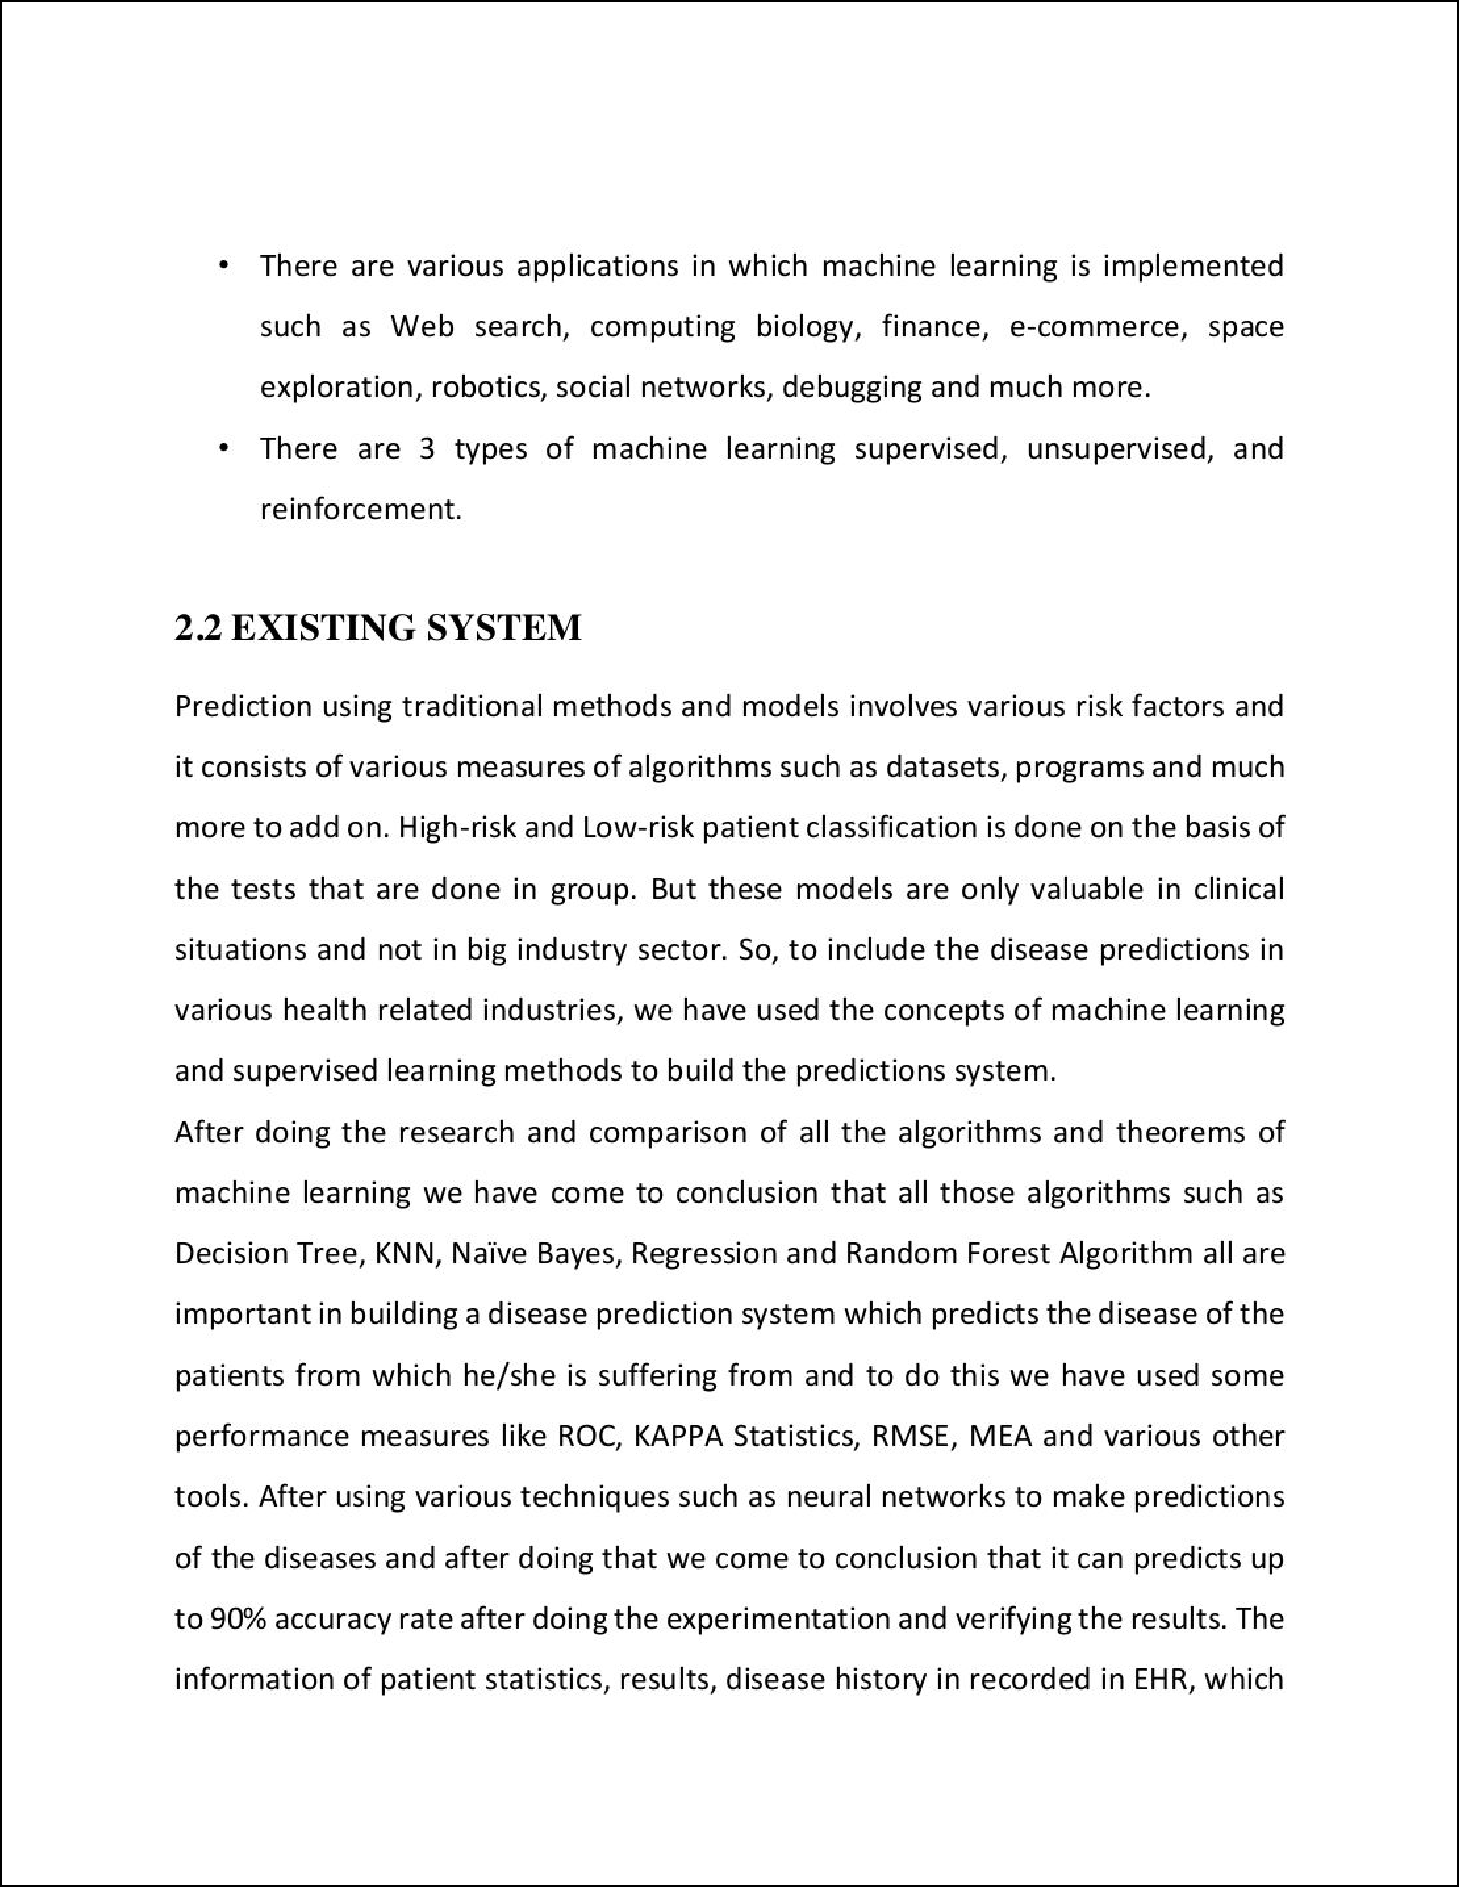 • There are various applications in which machine learning is implemented
such as Web search, computing biology, finance, e-commerce, space
exploration, robotics, social networks, debugging and much more.
• There are 3 types of machine learning supervised, unsupervised, and
reinforcement.
2.2 EXISTING SYSTEM
Prediction using traditional methods and models involves various risk factors and
it consists of various measures of algorithms such as datasets, programs and much
more to add on. High-risk and Low-risk patient classification is done on the basis of
the tests that are done in group. But these models are only valuable in clinical
situations and not in big industry sector. So, to include the disease predictions in
various health related industries, we have used the concepts of machine learning
and supervised learning methods to build the predictions system.
After doing the research and comparison of all the algorithms and theorems of
machine learning we have come to conclusion that all those algorithms such as
Decision Tree, KNN, Naïve Bayes, Regression and Random Forest Algorithm all are
important in building a disease prediction system which predicts the disease of the
patients from which he/she is suffering from and to do this we have used some
performance measures like ROC, KAPPA Statistics, RMSE, MEA and various other
tools. After using various techniques such as neural networks to make predictions
of the diseases and after doing that we come to conclusion that it can predicts up
to 90% accuracy rate after doing the experimentation and verifying the results. The
information of patient statistics, results, disease history in recorded in EHR, which